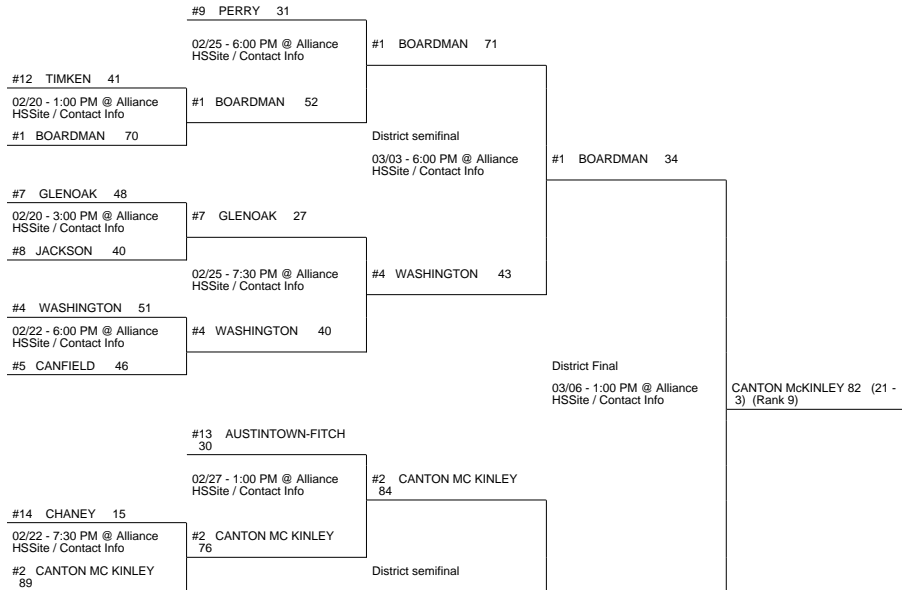 #9 PERRY 31
02/25 - 6:00 PM @ Alliance
HSSite / Contact Info
#1 BOARDMAN 71
#12 TIMKEN 41
02/20 - 1:00 PM @ Alliance
HSSite / Contact Info
#1 BOARDMAN 52
#1 BOARDMAN 70
District semifinal
03/03 - 6:00 PM @ Alliance
HSSite / Contact Info
#1 BOARDMAN 34
#7 GLENOAK 48
02/20 - 3:00 PM @ Alliance
HSSite / Contact Info
#7 GLENOAK 27
#8 JACKSON 40
02/25 - 7:30 PM @ Alliance
HSSite / Contact Info
#4 WASHINGTON 43
#4 WASHINGTON 51
02/22 - 6:00 PM @ Alliance
HSSite / Contact Info
#4 WASHINGTON 40
#5 CANFIELD 46
District Final
03/06 - 1:00 PM @ Alliance
HSSite / Contact Info
CANTON McKINLEY 82 (21 -
3) (Rank 9)
#13 AUSTINTOWN-FITCH
30
02/27 - 1:00 PM @ Alliance
HSSite / Contact Info
#2 CANTON MC KINLEY
84
#14 CHANEY 15
02/22 - 7:30 PM @ Alliance
HSSite / Contact Info
#2 CANTON MC KINLEY
76
#2 CANTON MC KINLEY
89
District semifinal